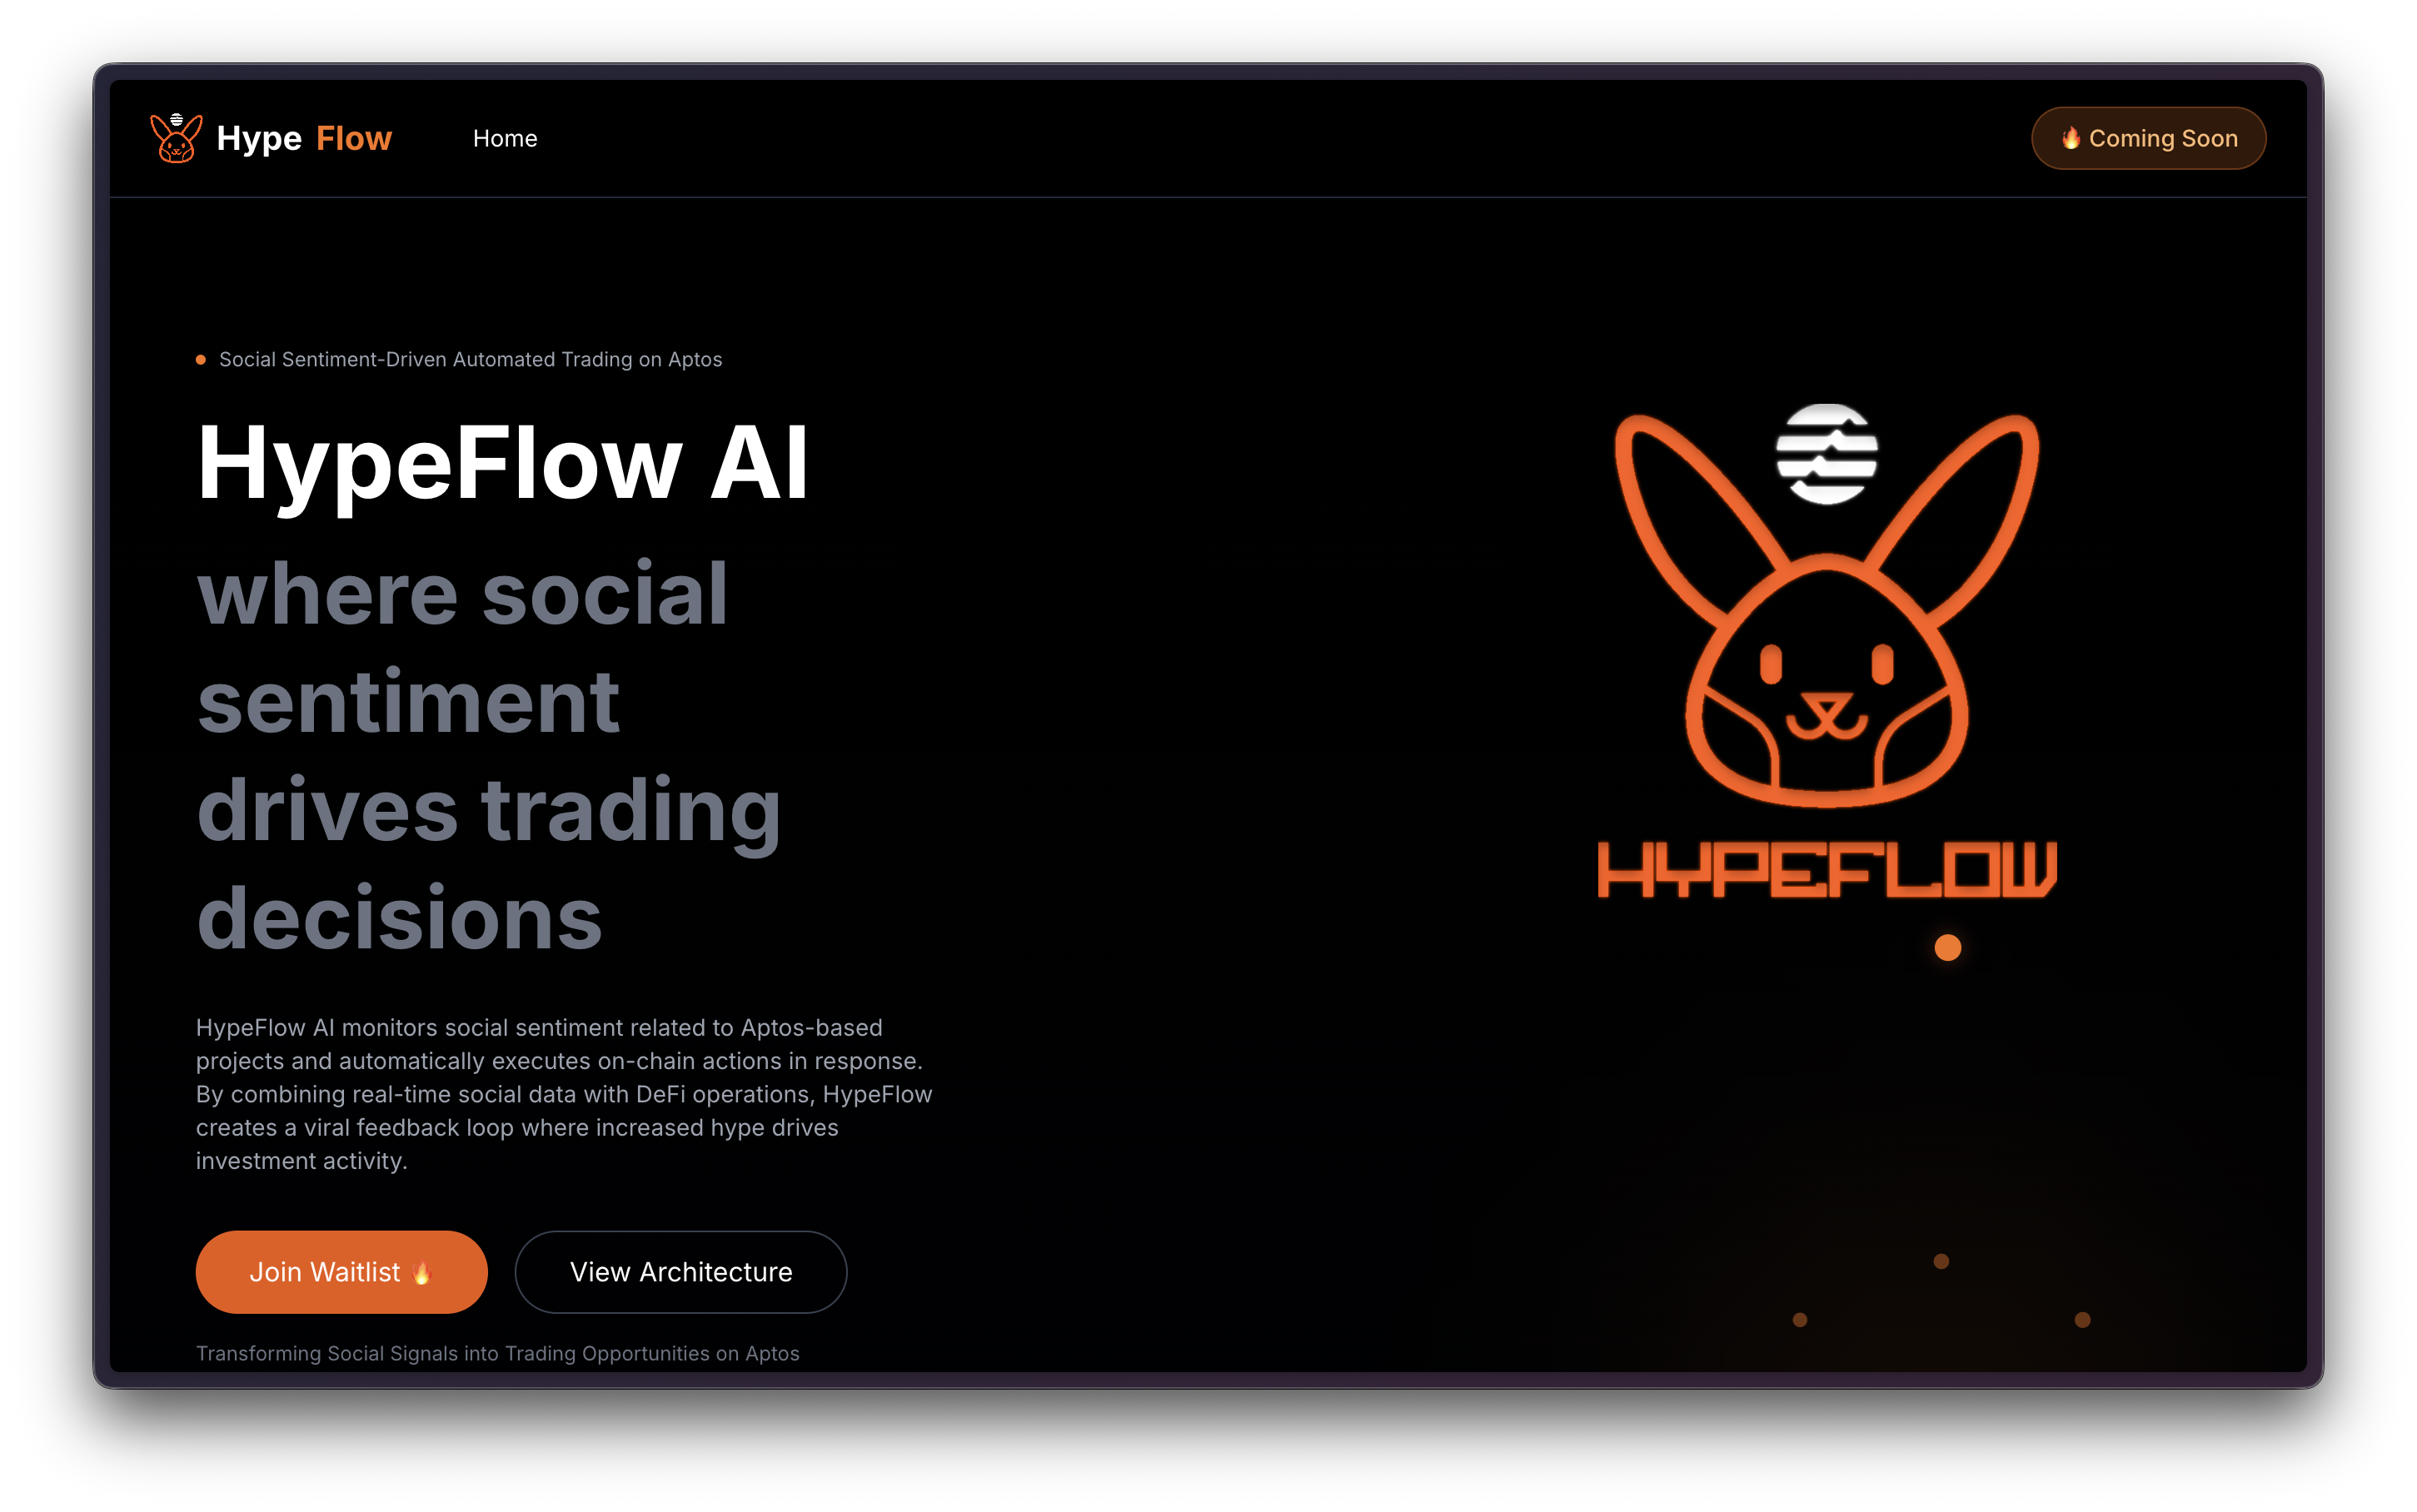 Hype Flow
Home
🔥 Coming Soon
Social Sentiment-Driven Automated Trading on Aptos
HypeFlow AI
where social
sentiment
drives trading
decisions
HypeFlow AI monitors social sentiment related to Aptos-based
projects and automatically executes on-chain actions in response.
By combining real-time social data with DeFi operations, HypeFlow
creates a viral feedback loop where increased hype drives
investment activity.
Join Waitlist 🔥
View Architecture
Transforming Social Signals into Trading Opportunities on Aptos
HYPEFLOW